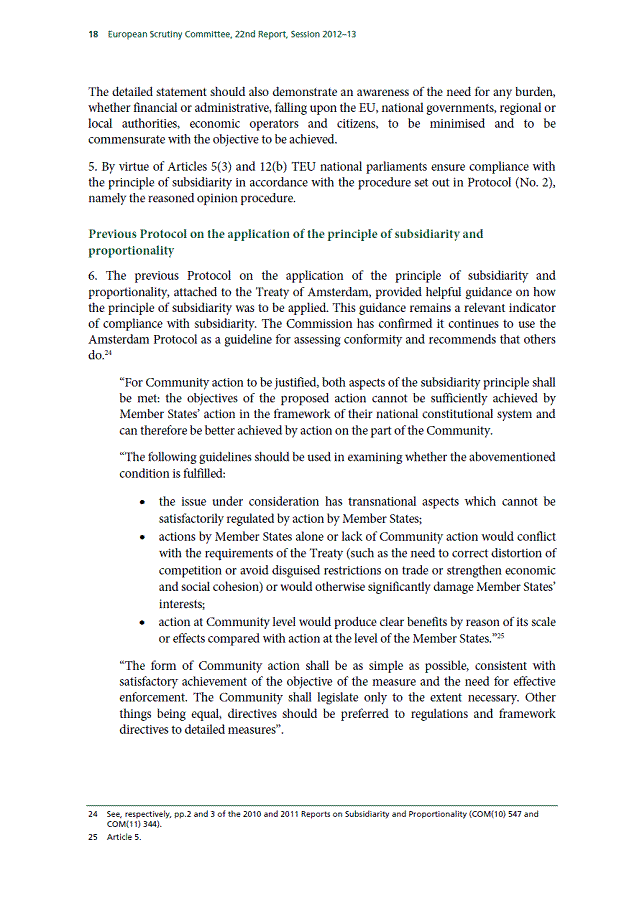 18 European Scrutiny Committee, 22nd Report, Session 2012–13
The detailed statement should also demonstrate an awareness of the need for any burden,
whether financial or administrative, falling upon the EU, national governments, regional or
local authorities, economic operators and citizens, to be minimised and to be
commensurate with the objective to be achieved.
5. By virtue of Articles 5(3) and 12(b) TEU national parliaments ensure compliance with
the principle of subsidiarity in accordance with the procedure set out in Protocol (No. 2),
namely the reasoned opinion procedure.
Previous Protocol on the application of the principle of subsidiarity and
proportionality
6. The previous Protocol on the application of the principle of subsidiarity and
proportionality, attached to the Treaty of Amsterdam, provided helpful guidance on how
the principle of subsidiarity was to be applied. This guidance remains a relevant indicator
of compliance with subsidiarity. The Commission has confirmed it continues to use the
Amsterdam Protocol as a guideline for assessing conformity and recommends that others
do.24
“For Community action to be justified, both aspects of the subsidiarity principle shall
be met: the objectives of the proposed action cannot be sufficiently achieved by
Member States’ action in the framework of their national constitutional system and
can therefore be better achieved by action on the part of the Community.
“The following guidelines should be used in examining whether the abovementioned
condition is fulfilled:
• the issue under consideration has transnational aspects which cannot be
satisfactorily regulated by action by Member States;
• actions by Member States alone or lack of Community action would conflict
with the requirements of the Treaty (such as the need to correct distortion of
competition or avoid disguised restrictions on trade or strengthen economic
and social cohesion) or would otherwise significantly damage Member States’
interests;
• action at Community level would produce clear benefits by reason of its scale
or effects compared with action at the level of the Member States.”25
“The form of Community action shall be as simple as possible, consistent with
satisfactory achievement of the objective of the measure and the need for effective
enforcement. The Community shall legislate only to the extent necessary. Other
things being equal, directives should be preferred to regulations and framework
directives to detailed measures”.
24 See, respectively, pp.2 and 3 of the 2010 and 2011 Reports on Subsidiarity and Proportionality (COM(10) 547 and
COM(11) 344).
25 Article 5.